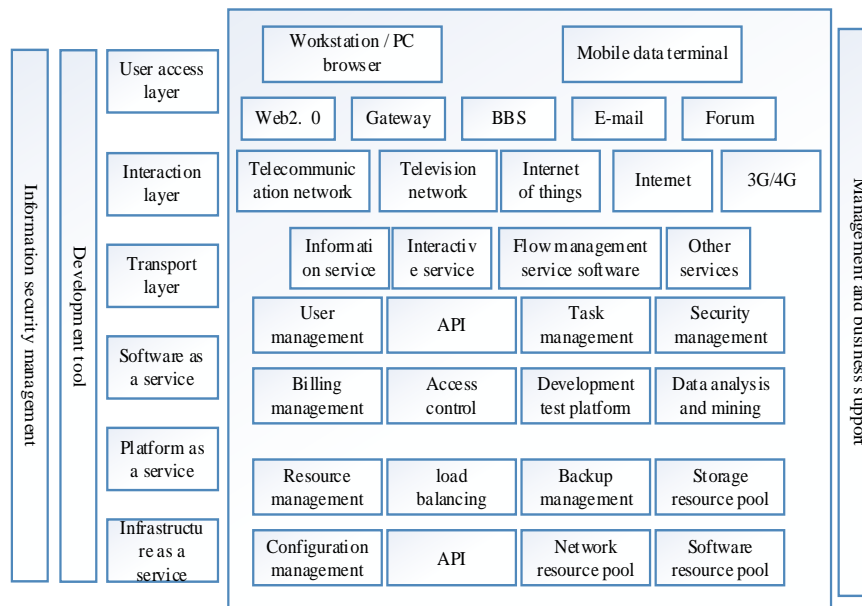 Information security management
Development tool
User access
layer
Interaction
layer
Transport
layer
Software as
a service
Platform as
a service
Infrastructu
re as a
service
Workstation / PC
browser
Mobile data terminal
Web2. 0
Gateway
BBS
E-mail
Forum
Telecommunic
ation network
Television
network
Internet
of things
Internet
3G/4G
Informati
on service
Interactiv
e service
Flow management
service software
Other
services
User
management
API
Task
management
Security
management
Billing
management
Access
control
Development
test platform
Data analysis
and mining
Resource
management
load
balancing
Backup
management
Storage
resource pool
Configuration
management
API
Network
resource pool
Software
resource pool
Management and business support